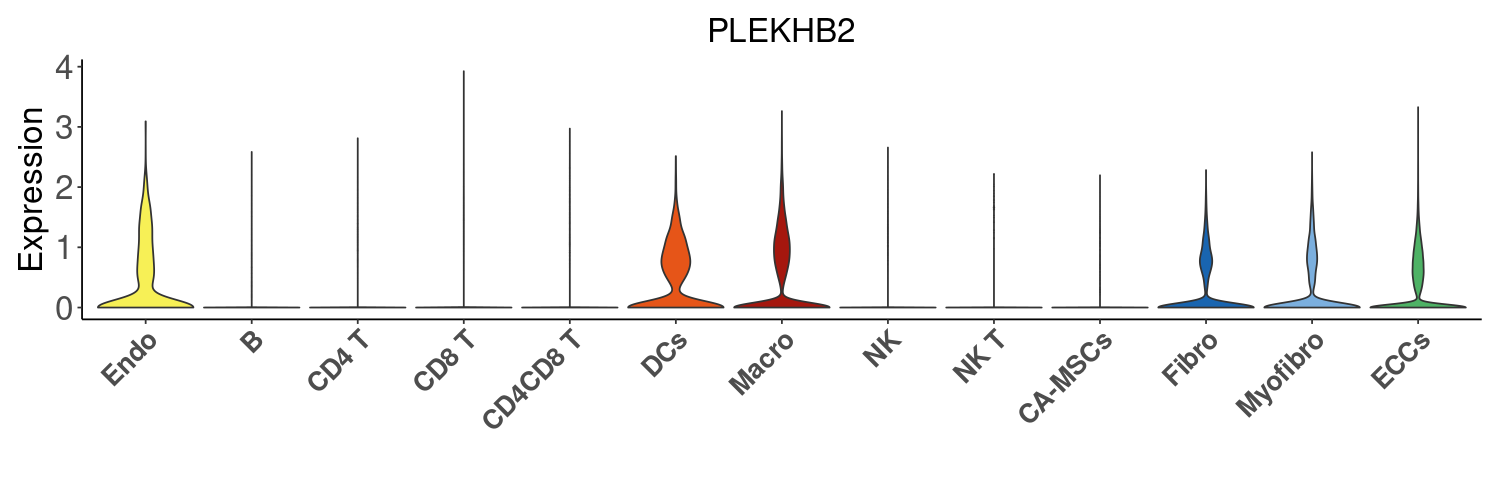 PLEKHB2
Expression
4
3
2
1
0
Endo
B
CD4 T
CD8 T
CD4CD8 T
DCs
Macro
NK
NK T
CA-MSCs
Fibro
Myofibro
ECCs